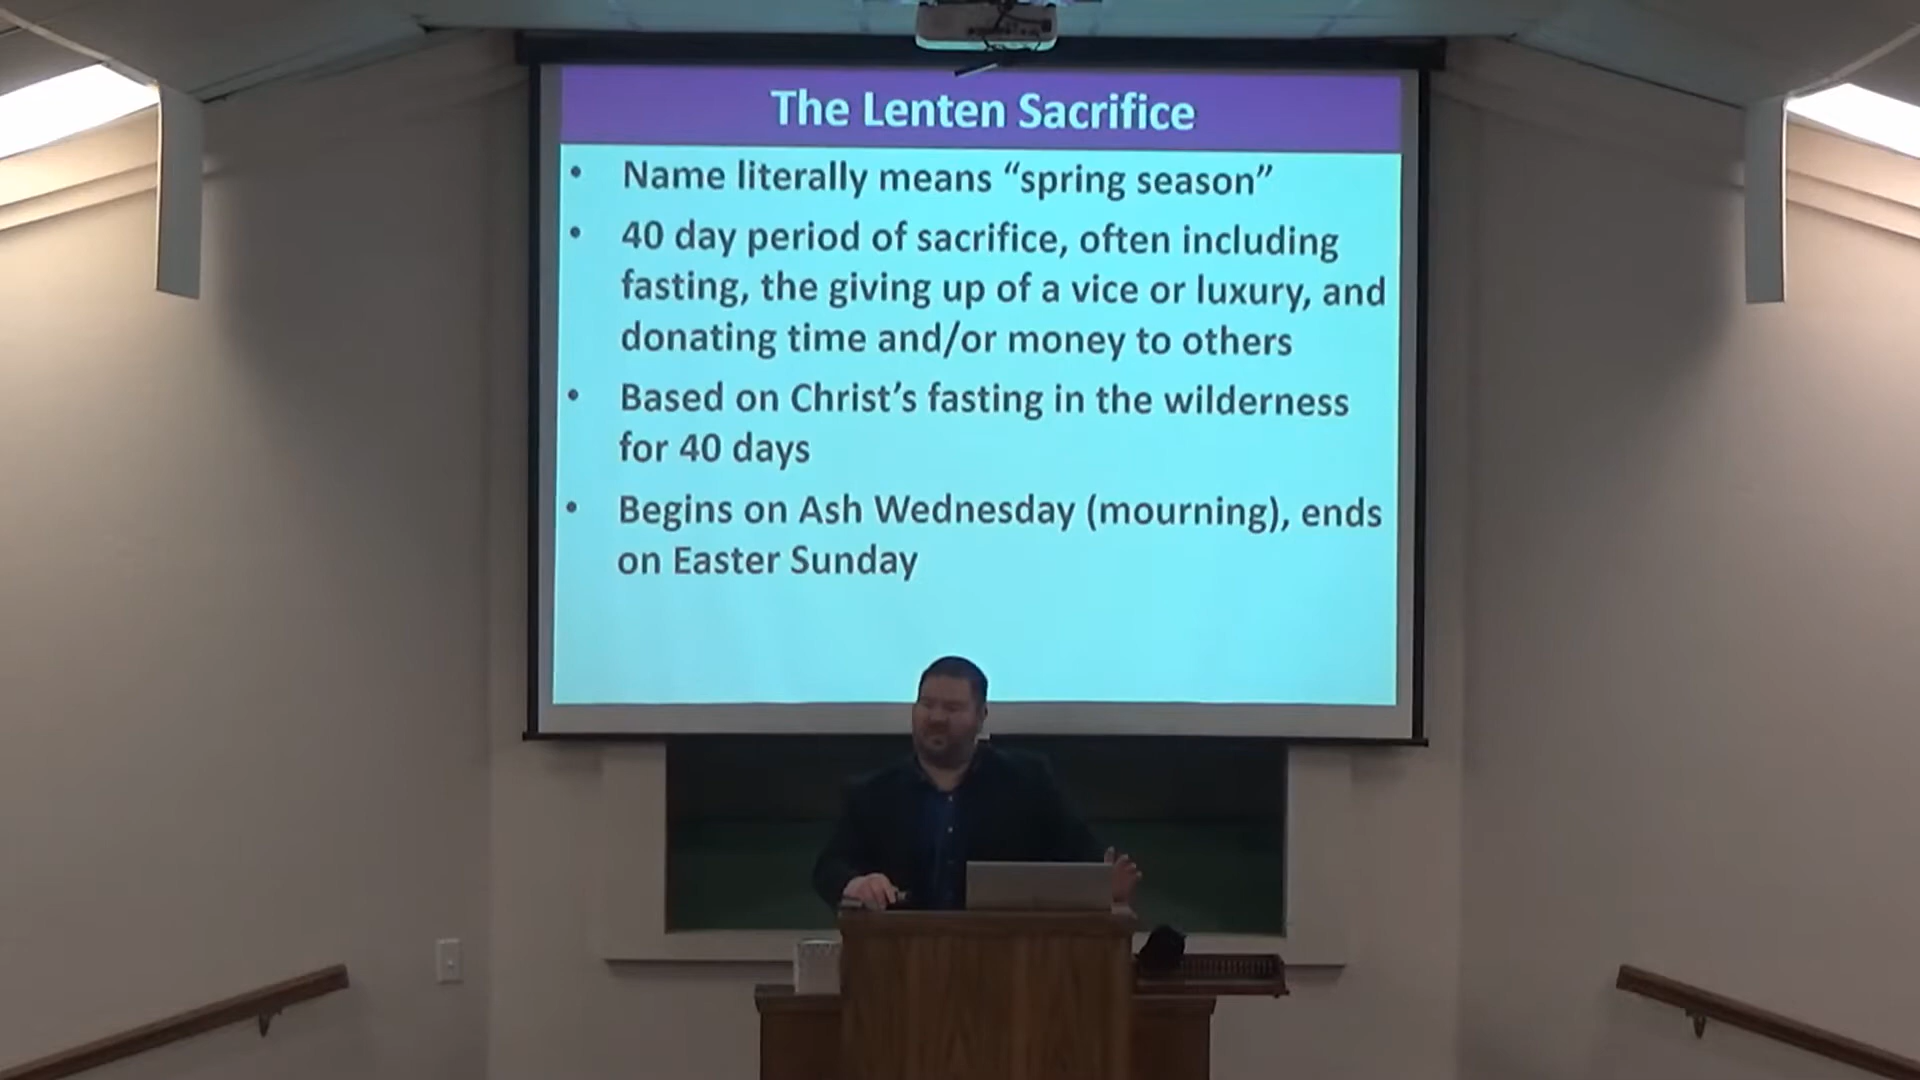 The Lenten Sacrifice
• Name literally means “spring season”
• 40 day period of sacrifice, often including
fasting, the giving up of a vice or luxury, and
donating time and/or money to others
• Based on Christ’s fasting in the wilderness
for 40 days
• Begins on Ash Wednesday (mourning), ends
on Easter Sunday